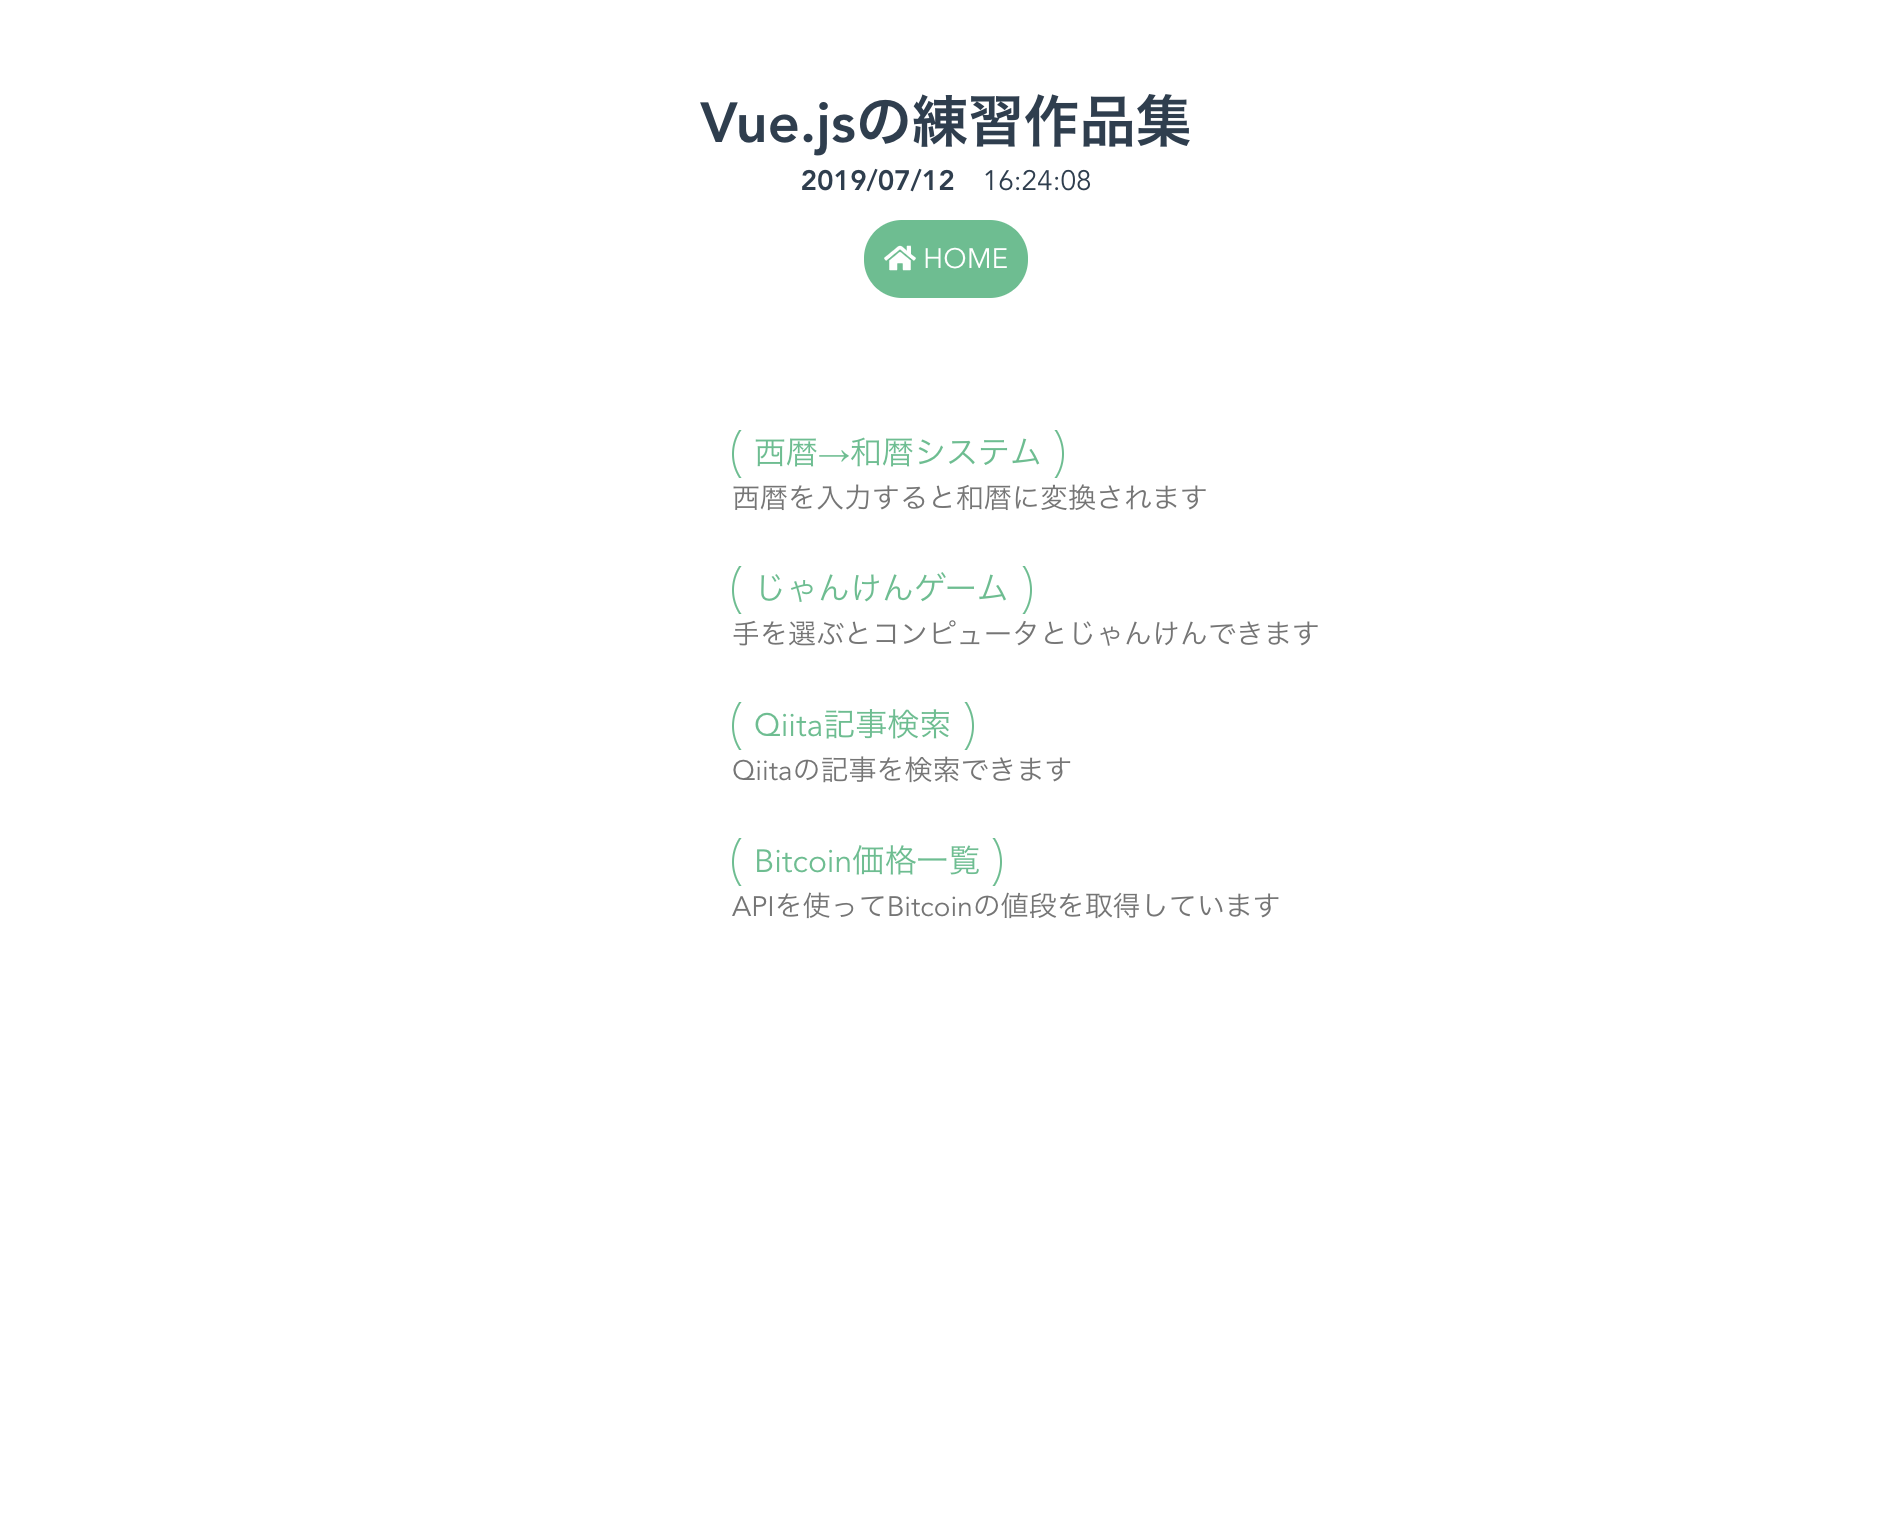 Vue.jsの練習作品集
2019/07/12 16:24:08
HOME
( 西暦→和暦システム )
西暦を入力すると和暦に変換されます
( じゃんけんゲーム )
手を選ぶとコンピュータとじゃんけんできます
( Qiita記事検索 )
Qiitaの記事を検索できます
( Bitcoin価格一覧 )
APIを使ってBitcoinの値段を取得しています